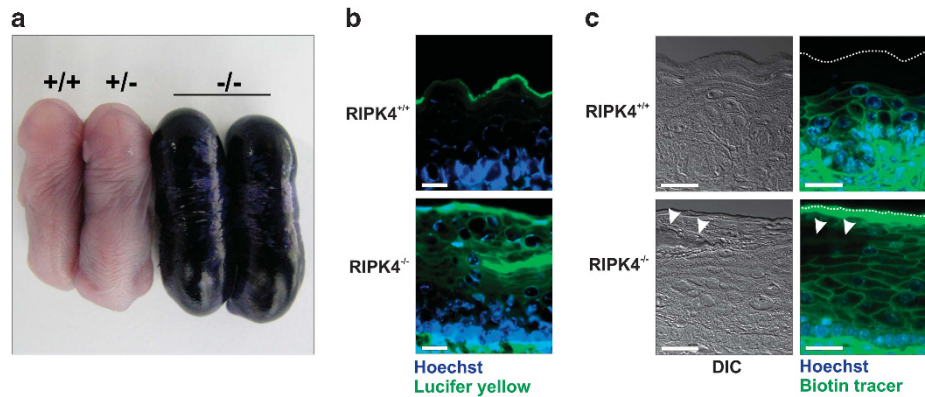 a
+/+ +/- -/-
b
RIPK4+/+
RIPK4-/-
Hoechst
Lucifer yellow
c
RIPK4+/+
RIPK4-/-
DIC
Hoechst
Biotin tracer